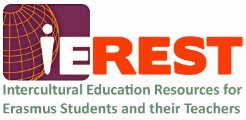 iEREST
Intercultural Education Resources for
Erasmus Students and their Teachers